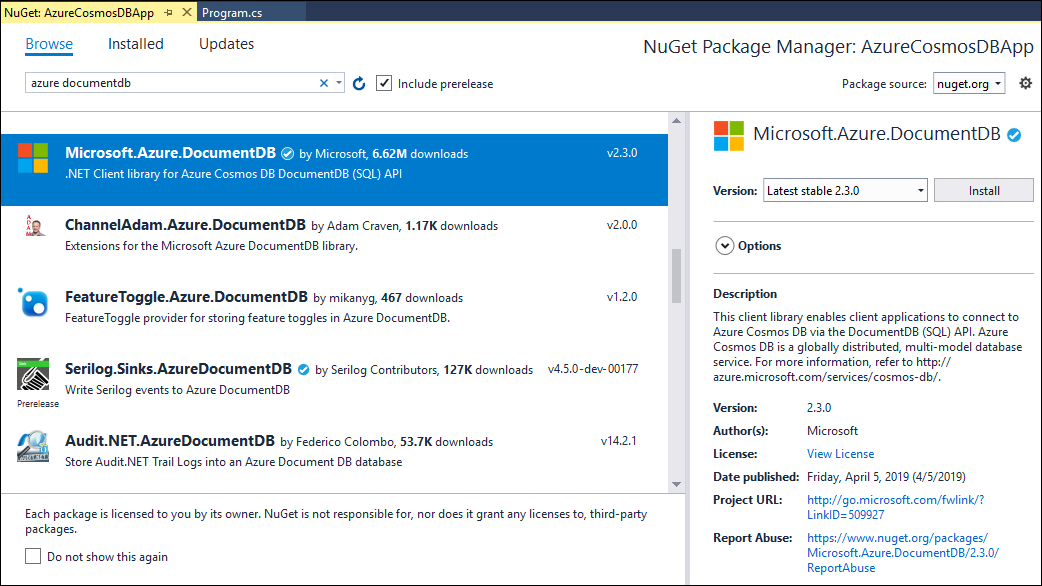 NuGet: AzureCosmosDBApp
Program.cs
Browse
Installed
Updates
NuGet Package Manager: AzureCosmosDBApp
azure documentdb
Include prerelease
Package source:
nuget.org
Microsoft.Azure.DocumentDB by Microsoft, 6.62M downloads
v2.3.0
.NET Client library for Azure Cosmos DB DocumentDB (SQL) API
ChannelAdam.Azure.DocumentDB by Adam Craven, 1.17K downloads
v2.0.0
Extensions for the Microsoft Azure DocumentDB library.
FeatureToggle.Azure.DocumentDB by mikanyg, 467 downloads
v1.2.0
FeatureToggle provider for storing feature toggles in Azure DocumentDB.
Serilog.Sinks.AzureDocumentDB by Serilog Contributors, 127K downloads
v4.5.0-dev-00177
Write Serilog events to Azure DocumentDB
Prerelease
Audit.NET.AzureDocumentDB by Federico Colombo, 53.7K downloads
v14.2.1
Store Audit.NET Trail Logs into an Azure Document DB database
Each package is licensed to you by its owner. NuGet is not responsible for, nor does it grant any licenses to, third-party
packages.
Do not show this again
Microsoft.Azure.DocumentDB
Version:
Latest stable 2.3.0
Install
Options
Description
This client library enables client applications to connect to
Azure Cosmos DB via the DocumentDB (SQL) API. Azure
Cosmos DB is a globally distributed, multi-model database
service. For more information, refer to http://
azure.microsoft.com/services/cosmos-db/.
Version: 2.3.0
Author(s): Microsoft
License: View License
Date published: Friday, April 5, 2019 (4/5/2019)
Project URL: http://go.microsoft.com/fwlink/?
LinkID=509927
Report Abuse: https://www.nuget.org/packages/
Microsoft.Azure.DocumentDB/2.3.0/
ReportAbuse